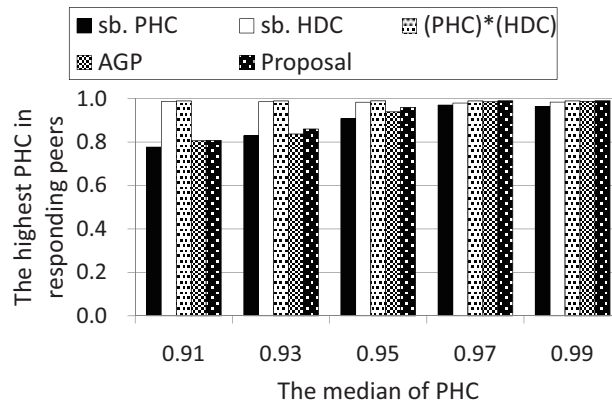 sb. PHC sb. HDC (PHC)*(HDC)
AGP Proposal
The highest PHC in
responding peers
1.0
0.8
0.6
0.4
0.2
0.0
0.91 0.93 0.95 0.97 0.99
The median of PHC